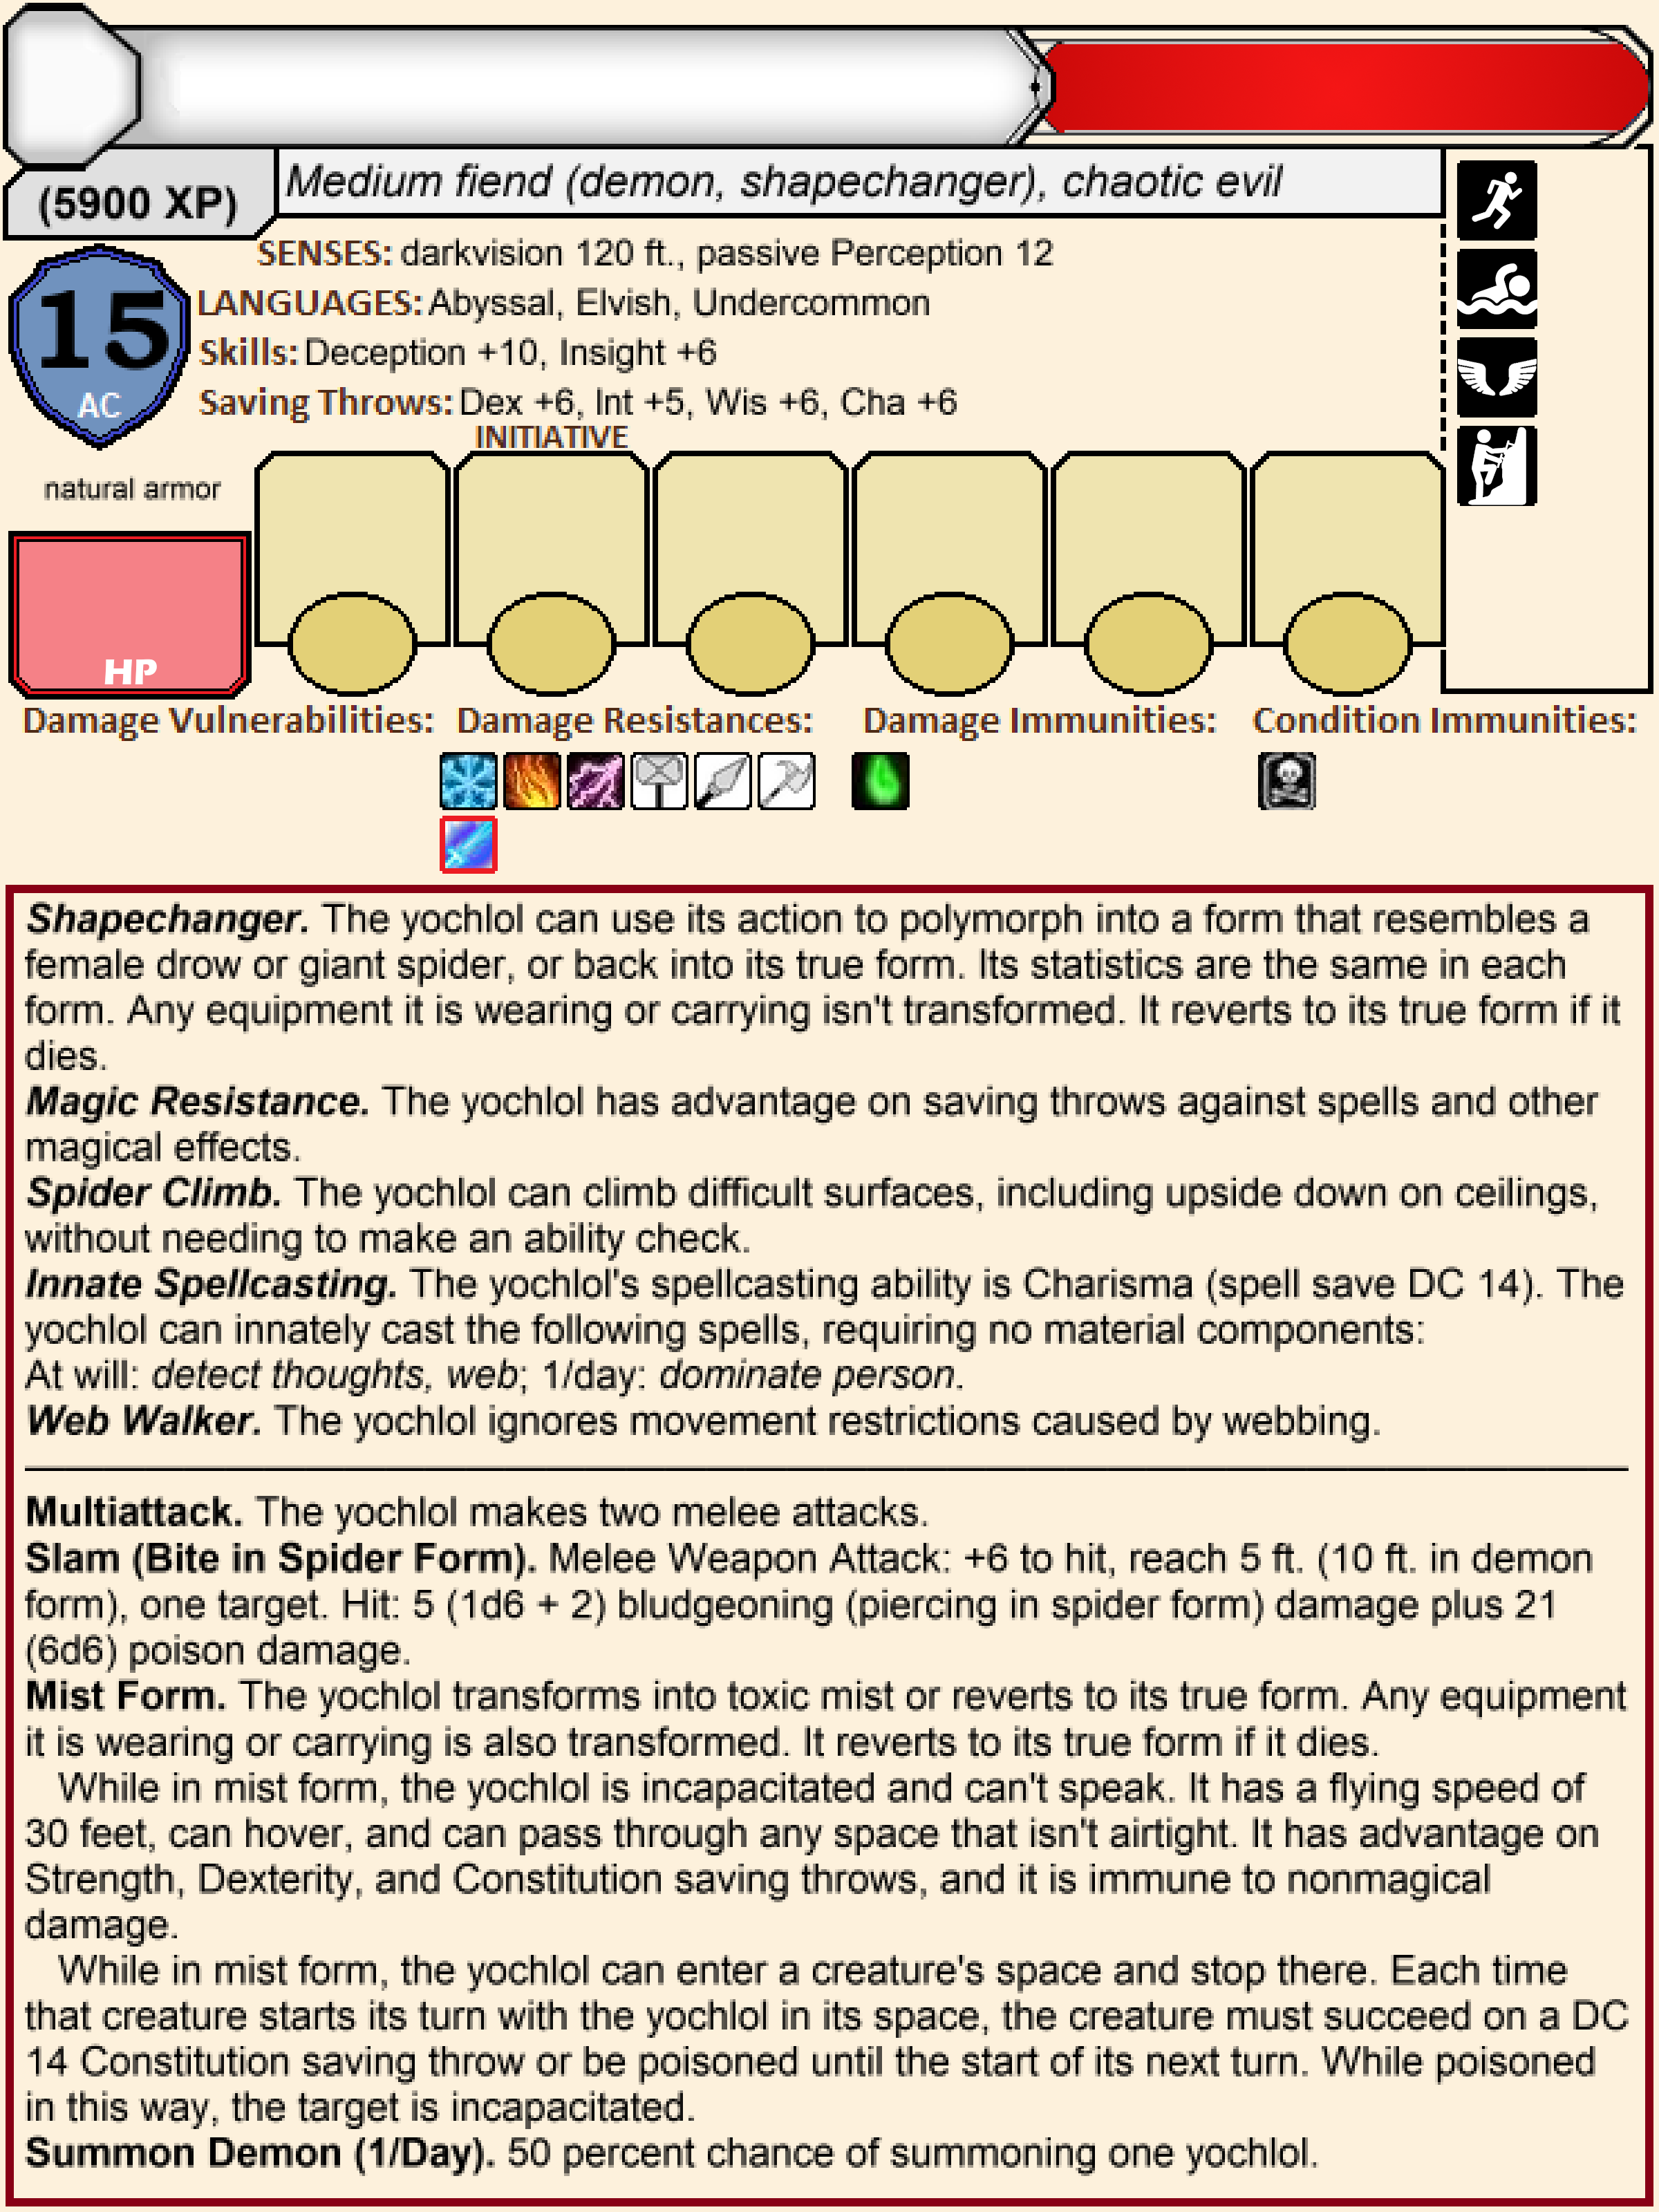 (5900 XP)
Medium fiend (demon, shapechanger), chaotic evil
SENSES: darkvision 120 ft., passive Perception 12
LANGUAGES: Abyssal, Elvish, Undercommon
15
AC
Skills: Deception +10, Insight +6
Saving Throws: Dex +6, Int +5, Wis +6, Cha +6
INITIATIVE
natural armor
HP
Damage Vulnerabilities: Damage Resistances: Damage Immunities: Condition Immunities:
Shapechanger. The yochlol can use its action to polymorph into a form that resembles a
female drow or giant spider, or back into its true form. Its statistics are the same in each
form. Any equipment it is wearing or carrying isn't transformed. It reverts to its true form if it
dies.
Magic Resistance. The yochlol has advantage on saving throws against spells and other
magical effects.
Spider Climb. The yochlol can climb difficult surfaces, including upside down on ceilings,
without needing to make an ability check.
Innate Spellcasting. The yochlol's spellcasting ability is Charisma (spell save DC 14). The
yochlol can innately cast the following spells, requiring no material components:
At will: detect thoughts, web; 1/day: dominate person.
Web Walker. The yochlol ignores movement restrictions caused by webbing.
Multiattack. The yochlol makes two melee attacks.
Slam (Bite in Spider Form). Melee Weapon Attack: +6 to hit, reach 5 ft. (10 ft. in demon
form), one target. Hit: 5 (1d6 + 2) bludgeoning (piercing in spider form) damage plus 21
(6d6) poison damage.
Mist Form. The yochlol transforms into toxic mist or reverts to its true form. Any equipment
it is wearing or carrying is also transformed. It reverts to its true form if it dies.
While in mist form, the yochlol is incapacitated and can't speak. It has a flying speed of
30 feet, can hover, and can pass through any space that isn't airtight. It has advantage on
Strength, Dexterity, and Constitution saving throws, and it is immune to nonmagical
damage.
While in mist form, the yochlol can enter a creature's space and stop there. Each time
that creature starts its turn with the yochlol in its space, the creature must succeed on a DC
14 Constitution saving throw or be poisoned until the start of its next turn. While poisoned
in this way, the target is incapacitated.
Summon Demon (1/Day). 50 percent chance of summoning one yochlol.